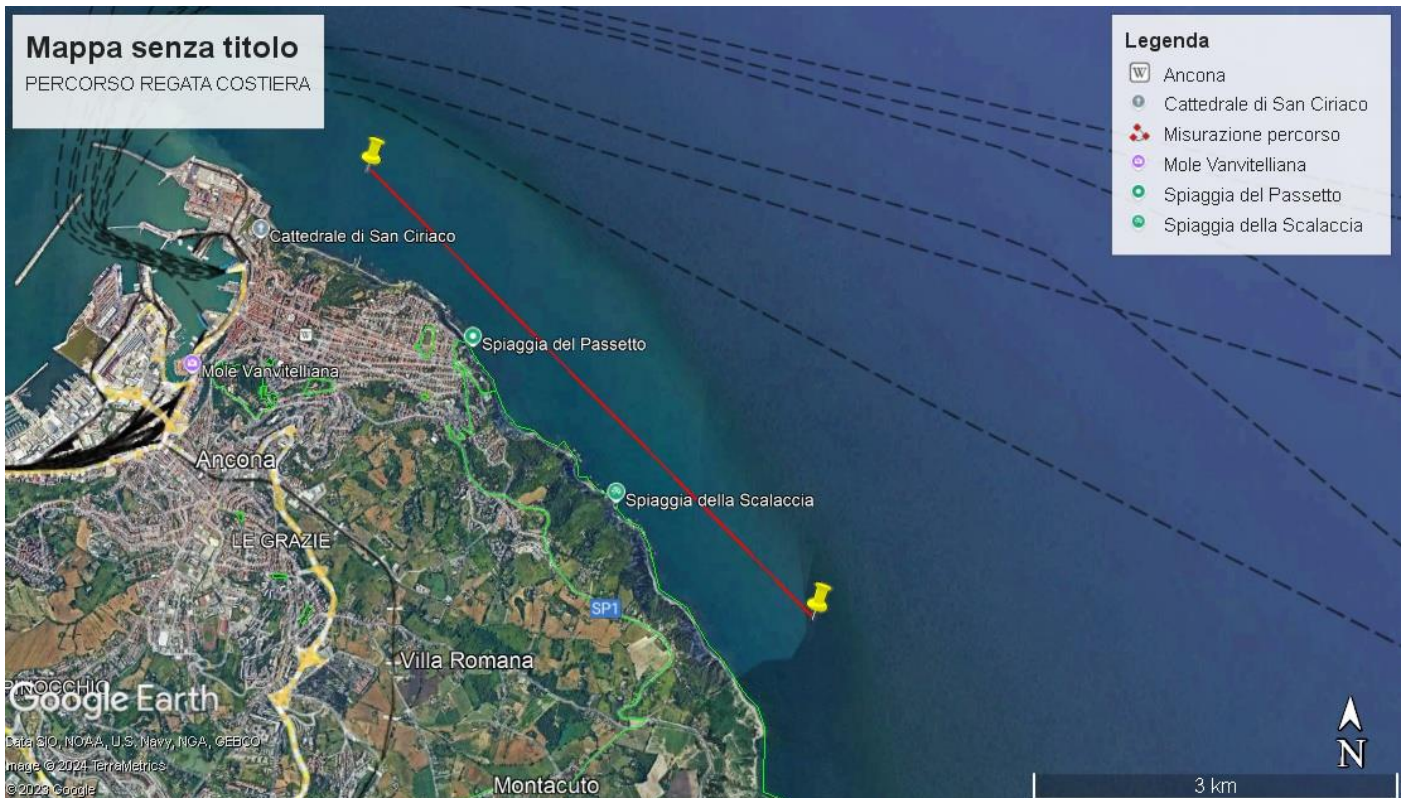 Mappa senza titolo
PERCORSO REGATA COSTIERA
Legenda
W Ancona
Cattedrale di San Ciriaco
Misurazione percorso
Mole Vanvitelliana
Spiaggia del Passetto
Spiaggia della Scalaccia
Cattedrale di San Ciriaco
W
Spiaggia del Passetto
Mole Vanvitelliana
Ancona
Spiaggia della Scalaccia
LE GRAZIE
SP1
Villa Romana
PINOCCHIO
Google Earth
Data SIO, NOAA, U.S. Navy, NGA, GEBCO
Image © 2024 TerraMetrics
© 2023 Google
Montacuto
N
3 km